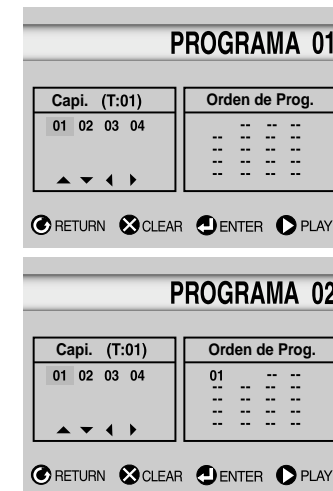 PROGRAMA 01
Capi. (T:01)
Orden de Prog.
01 02 03 04
-- -- --
-- -- -- --
-- -- -- --
-- -- -- --
RETURN CLEAR ENTER PLAY
PROGRAMA 02
Capi. (T:01)
Orden de Prog.
01 02 03 04
01 -- --
-- -- -- --
-- -- -- --
-- -- -- --
RETURN CLEAR ENTER PLAY